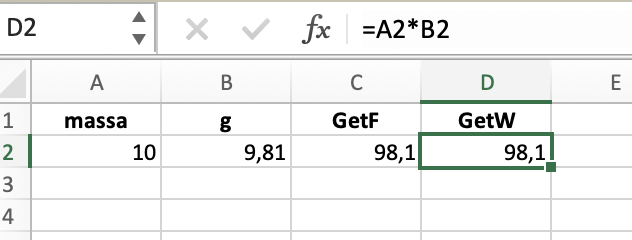 D2 fx =A2*B2
A B C D E
1 massa g GetF GetW
2 10 9,81 98,1 98,1
3
4